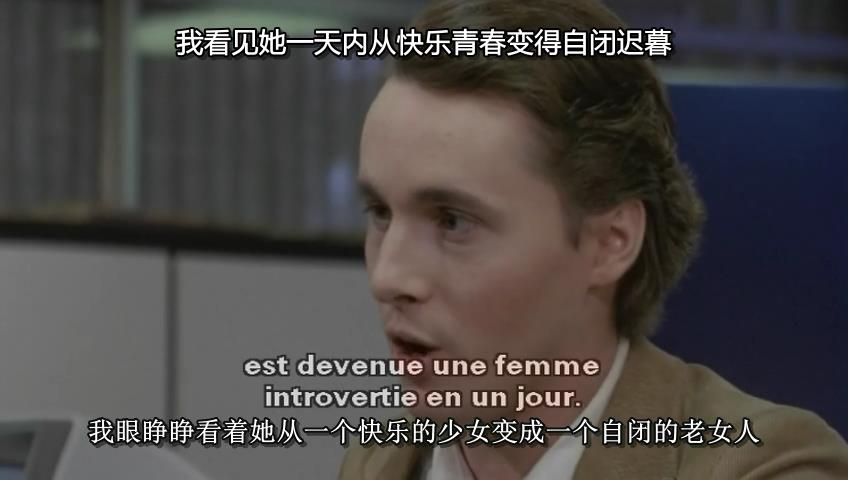 我看见她一天内从快乐青春变得自闭迟暮
est devenue une femme
introvertie en un jour.
我眼睁睁看着她从一个快乐的少女变成一个自闭的老女人